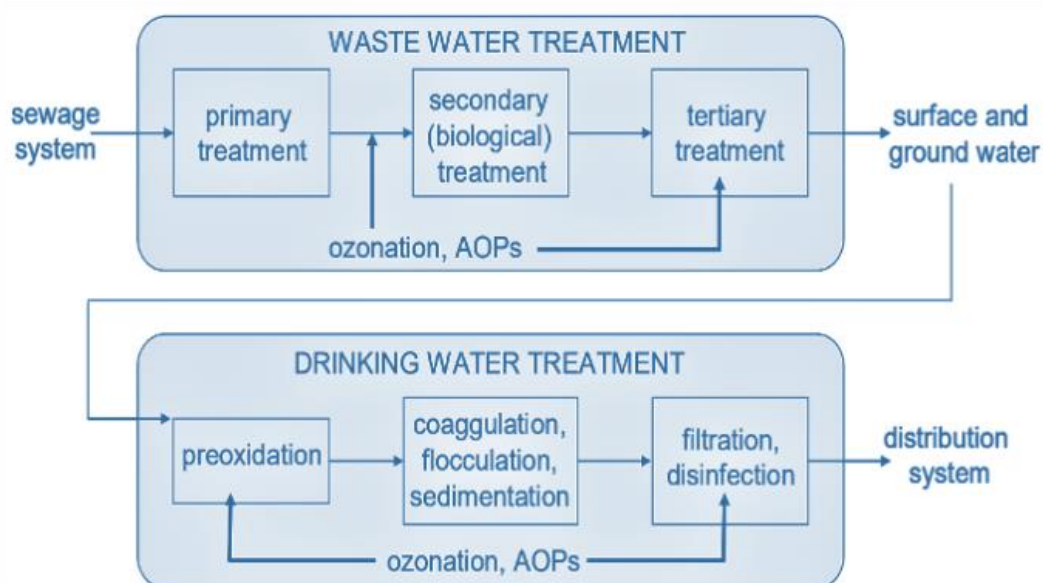 WASTE WATER TREATMENT
sewage
system
primary
treatment
secondary
(biological)
treatment
tertiary
treatment
surface and
ground water
ozonation, AOPs
DRINKING WATER TREATMENT
preoxidation
coaggulation,
flocculation,
sedimentation
filtration,
disinfection
distribution
system
ozonation, AOPs